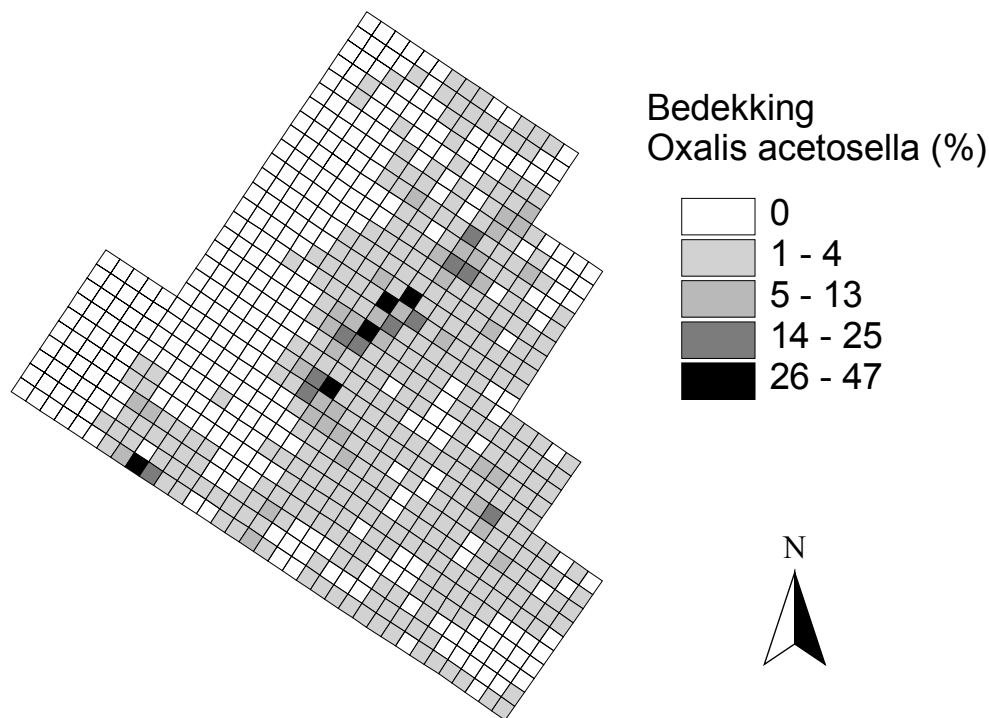 Bedekking
Oxalis acetosella (%)
0
1 - 4
5 - 13
14 - 25
26 - 47
N